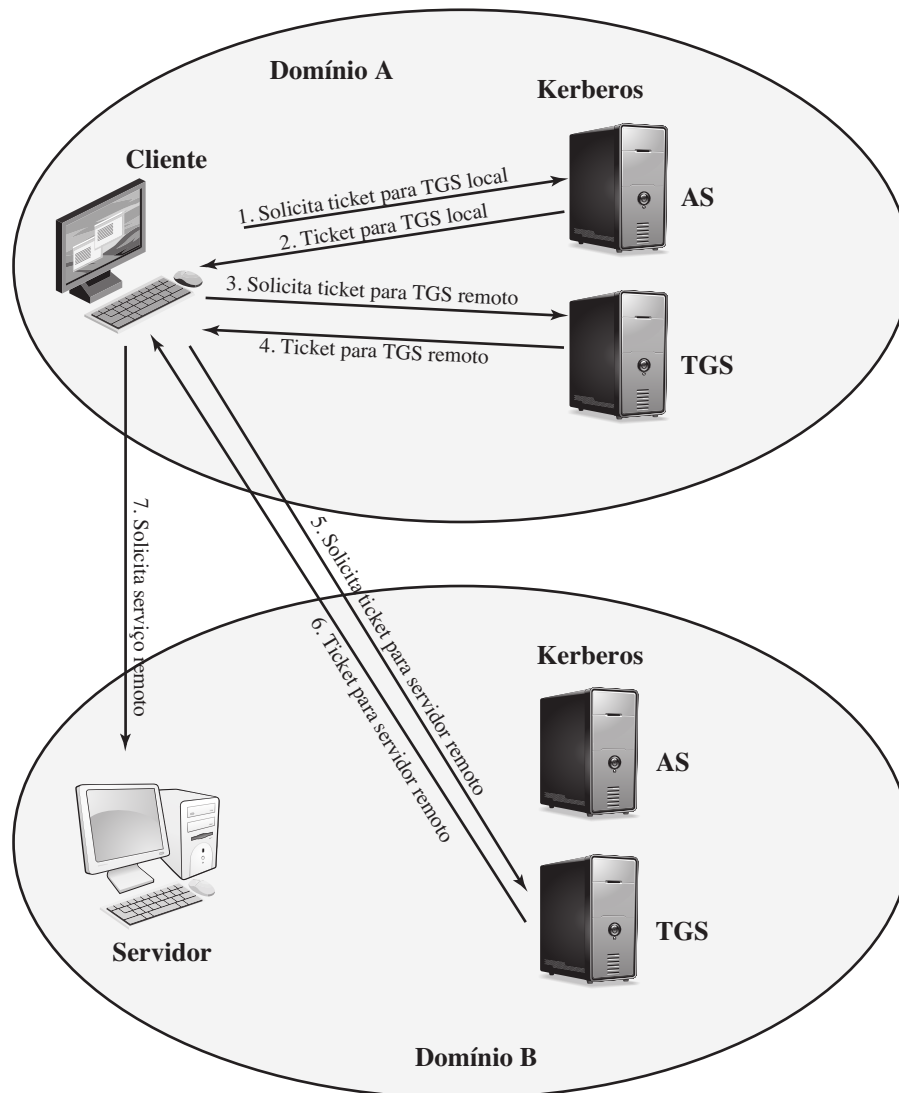 Domínio A
Kerberos
Cliente
AS
1. Solicita ticket para TGS local
2. Ticket para TGS local
3. Solicita ticket para TGS remoto
4. Ticket para TGS remoto
TGS
5. Solicita ticket para servidor remoto
6. Ticket para servidor remoto
7. Solicita serviço remoto
Kerberos
AS
TGS
Servidor
Domínio B